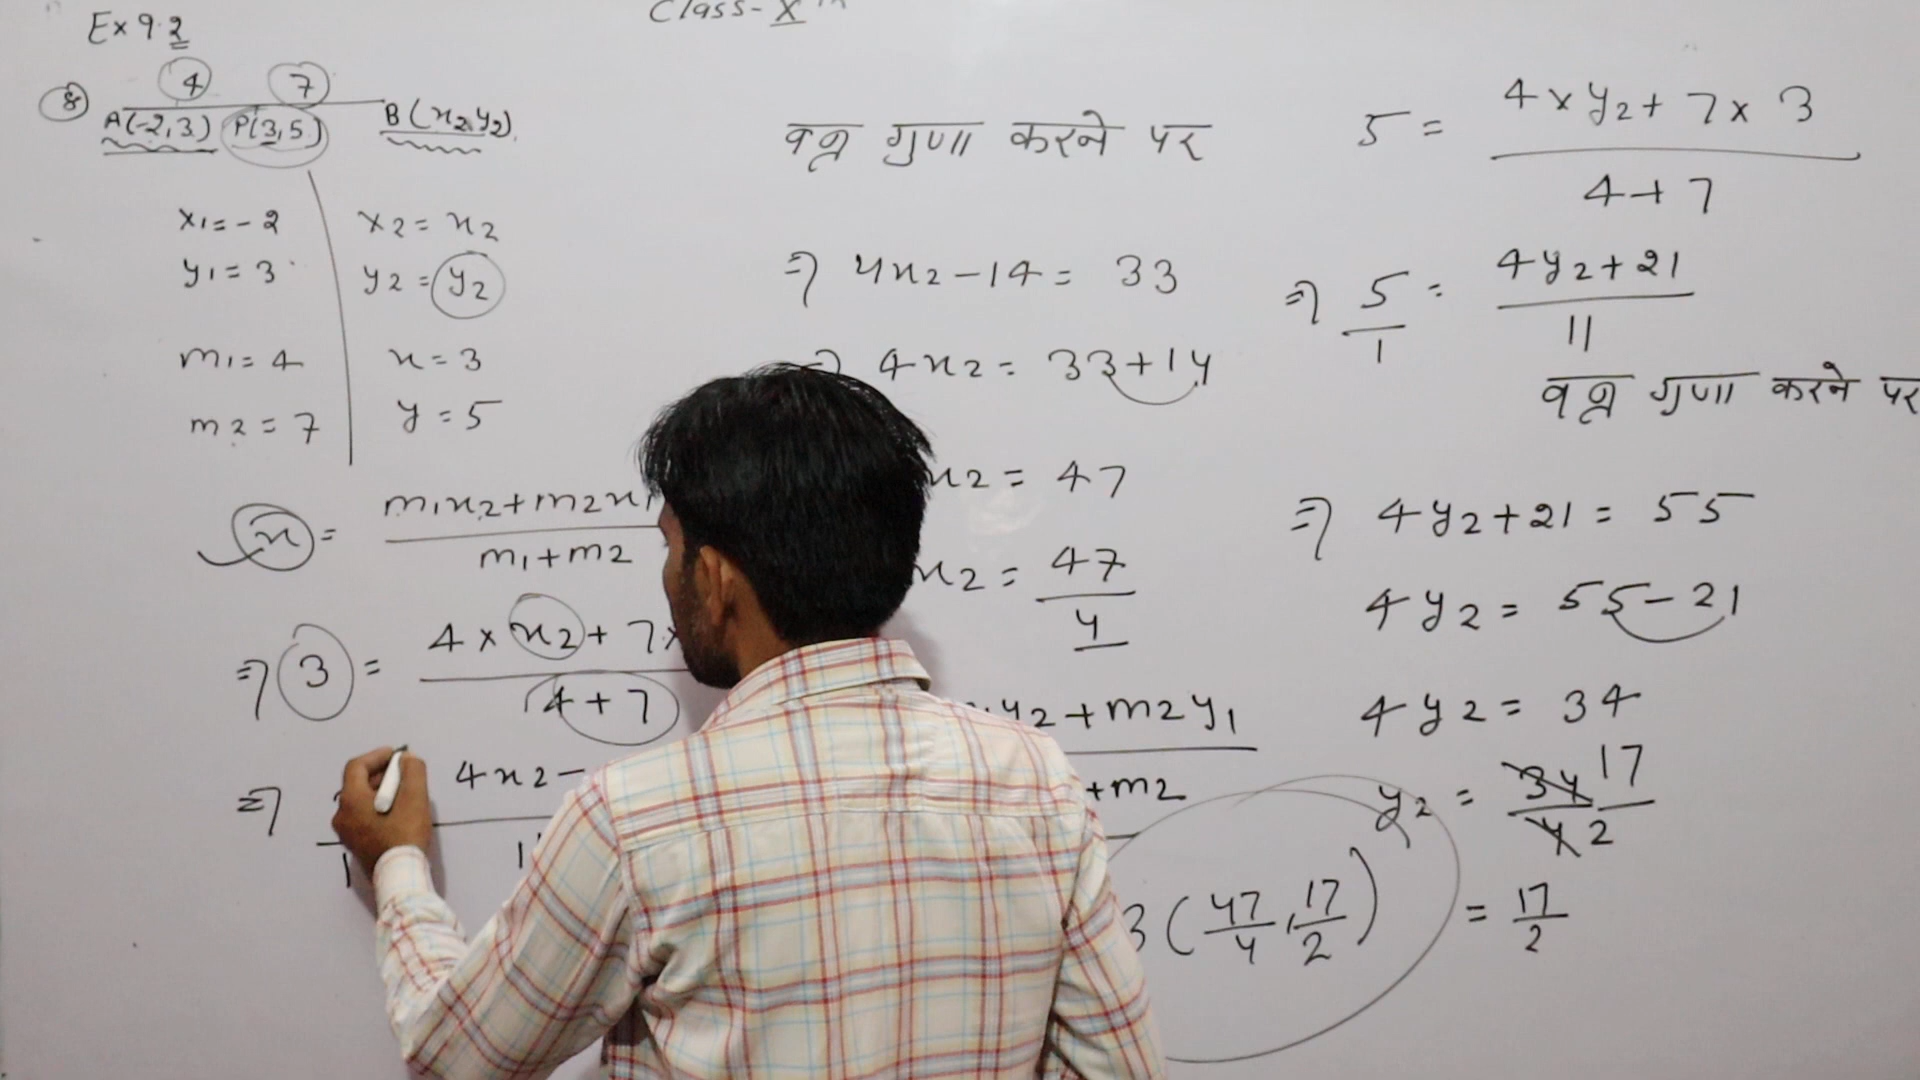 Class-X
Ex 9.2
8
4 7
A(-2,3) P(3,5) B(x2,y2)
x1=-2 x2=x2
y1=3 y2=y2
m1=4 x=3
m2=7 y=5
x= m1x2+m2x1
m1+m2
⇒ 3 = 4×x2+7×
4+7
⇒ 4x2-
1 1
वज्र गुणा करने पर
⇒ 4x2-14=33
⇒ 4x2=33+14
x2=47
x2= 47
4
y2+m2y1
+m2
(47/4, 17/2)
5= 4×y2+7×3
4+7
⇒ 5/1 = 4y2+21
11
वज्र गुणा करने पर
⇒ 4y2+21=55
4y2=55-21
4y2=34
y2= 34 17
4 2
= 17/2